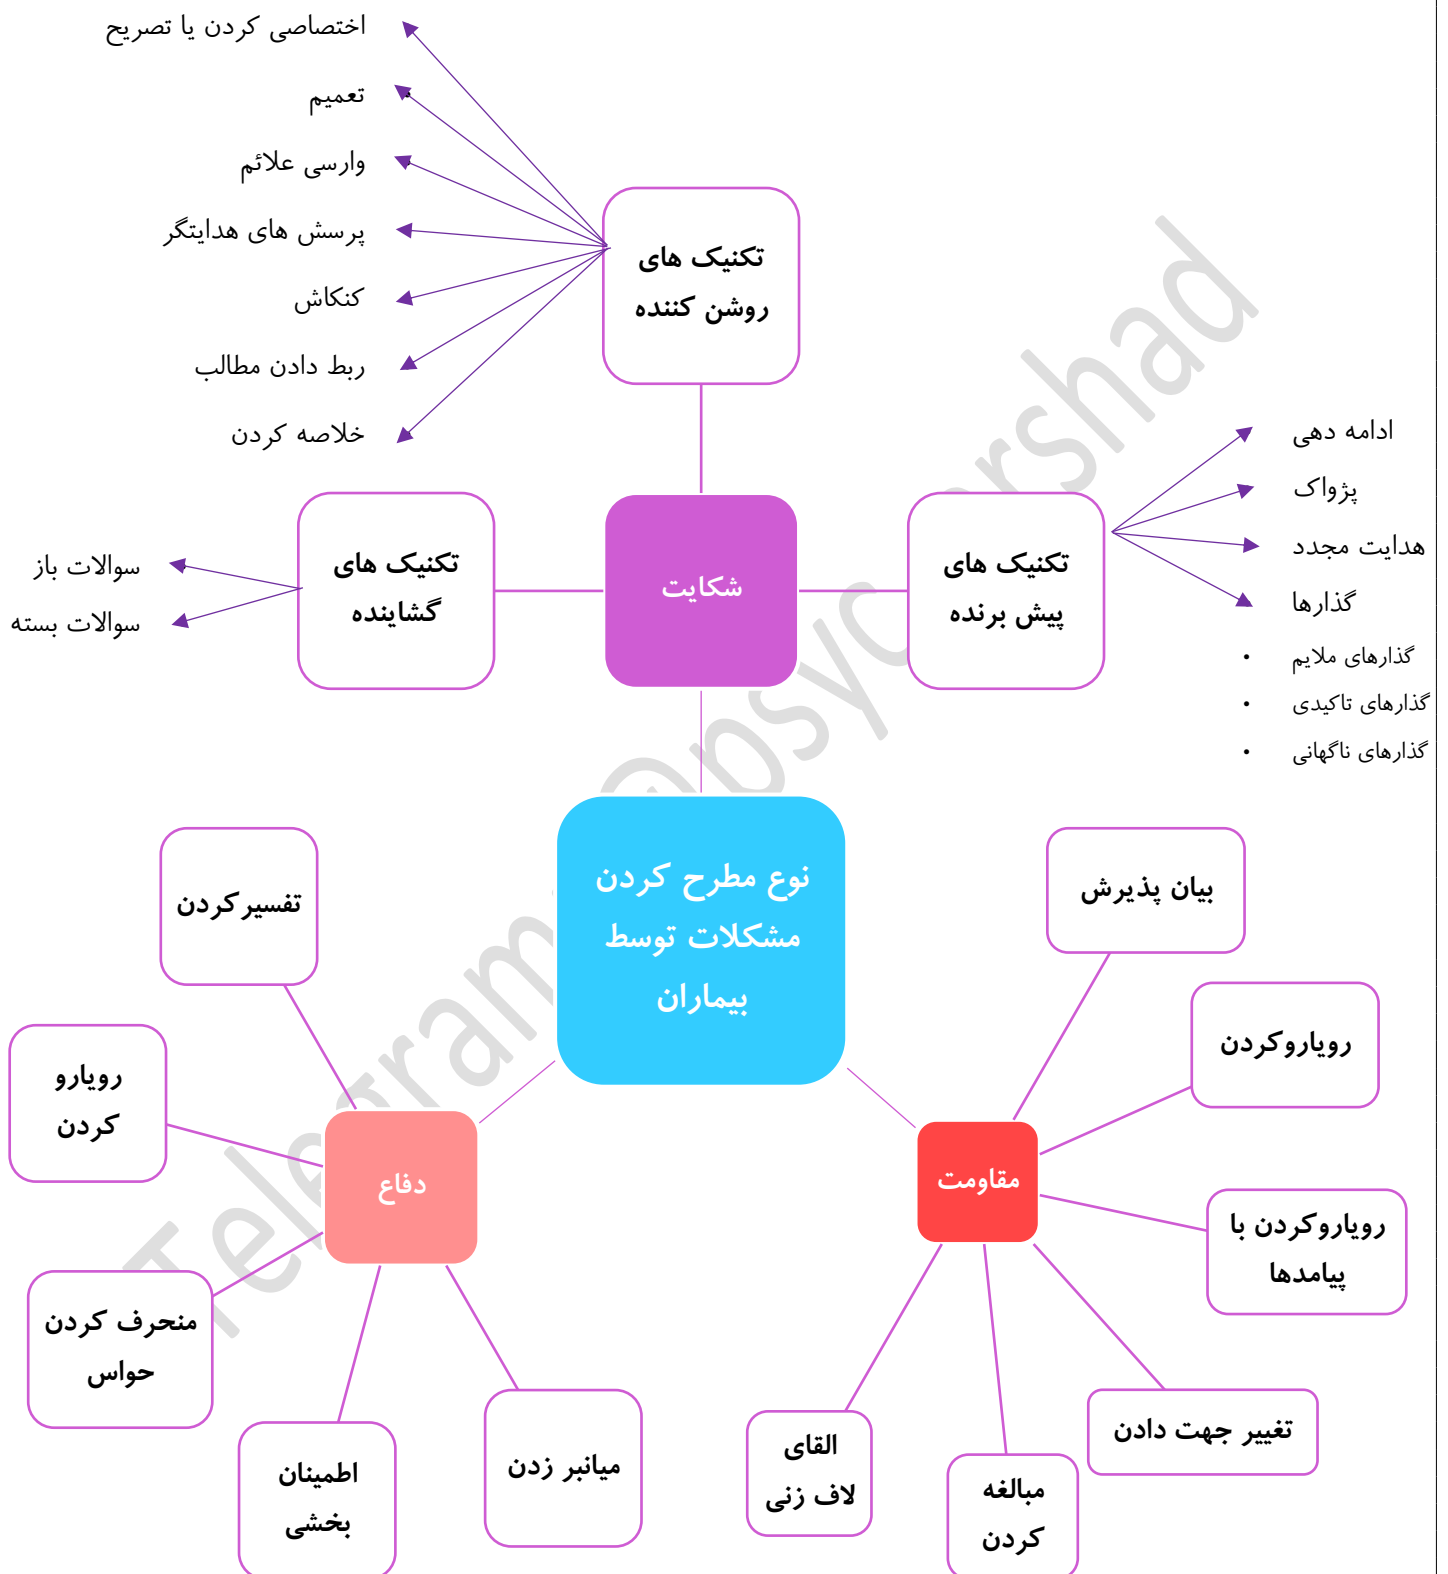 اختصاصی کردن یا تصریح
تعمیم
وارسی علائم
پرسش های هدایتگر
کنکاش
ربط دادن مطالب
خلاصه کردن
تکنیک های
روشن کننده
ادامه دهی
پژواک
هدایت مجدد
گذارها
• گذارهای ملایم
• گذارهای تاکیدی
• گذارهای ناگهانی
تکنیک های
پیش برنده
شکایت
تکنیک های
گشاینده
سوالات باز
سوالات بسته
نوع مطرح کردن
مشکلات توسط
بیماران
بیان پذیرش
رویاروکردن
رویاروکردن با
پیامدها
تغییر جهت دادن
مبالغه
کردن
القای
لاف زنی
مقاومت
دفاع
تفسیرکردن
رویارو
کردن
منحرف کردن
حواس
اطمینان
بخشی
میانبر زدن